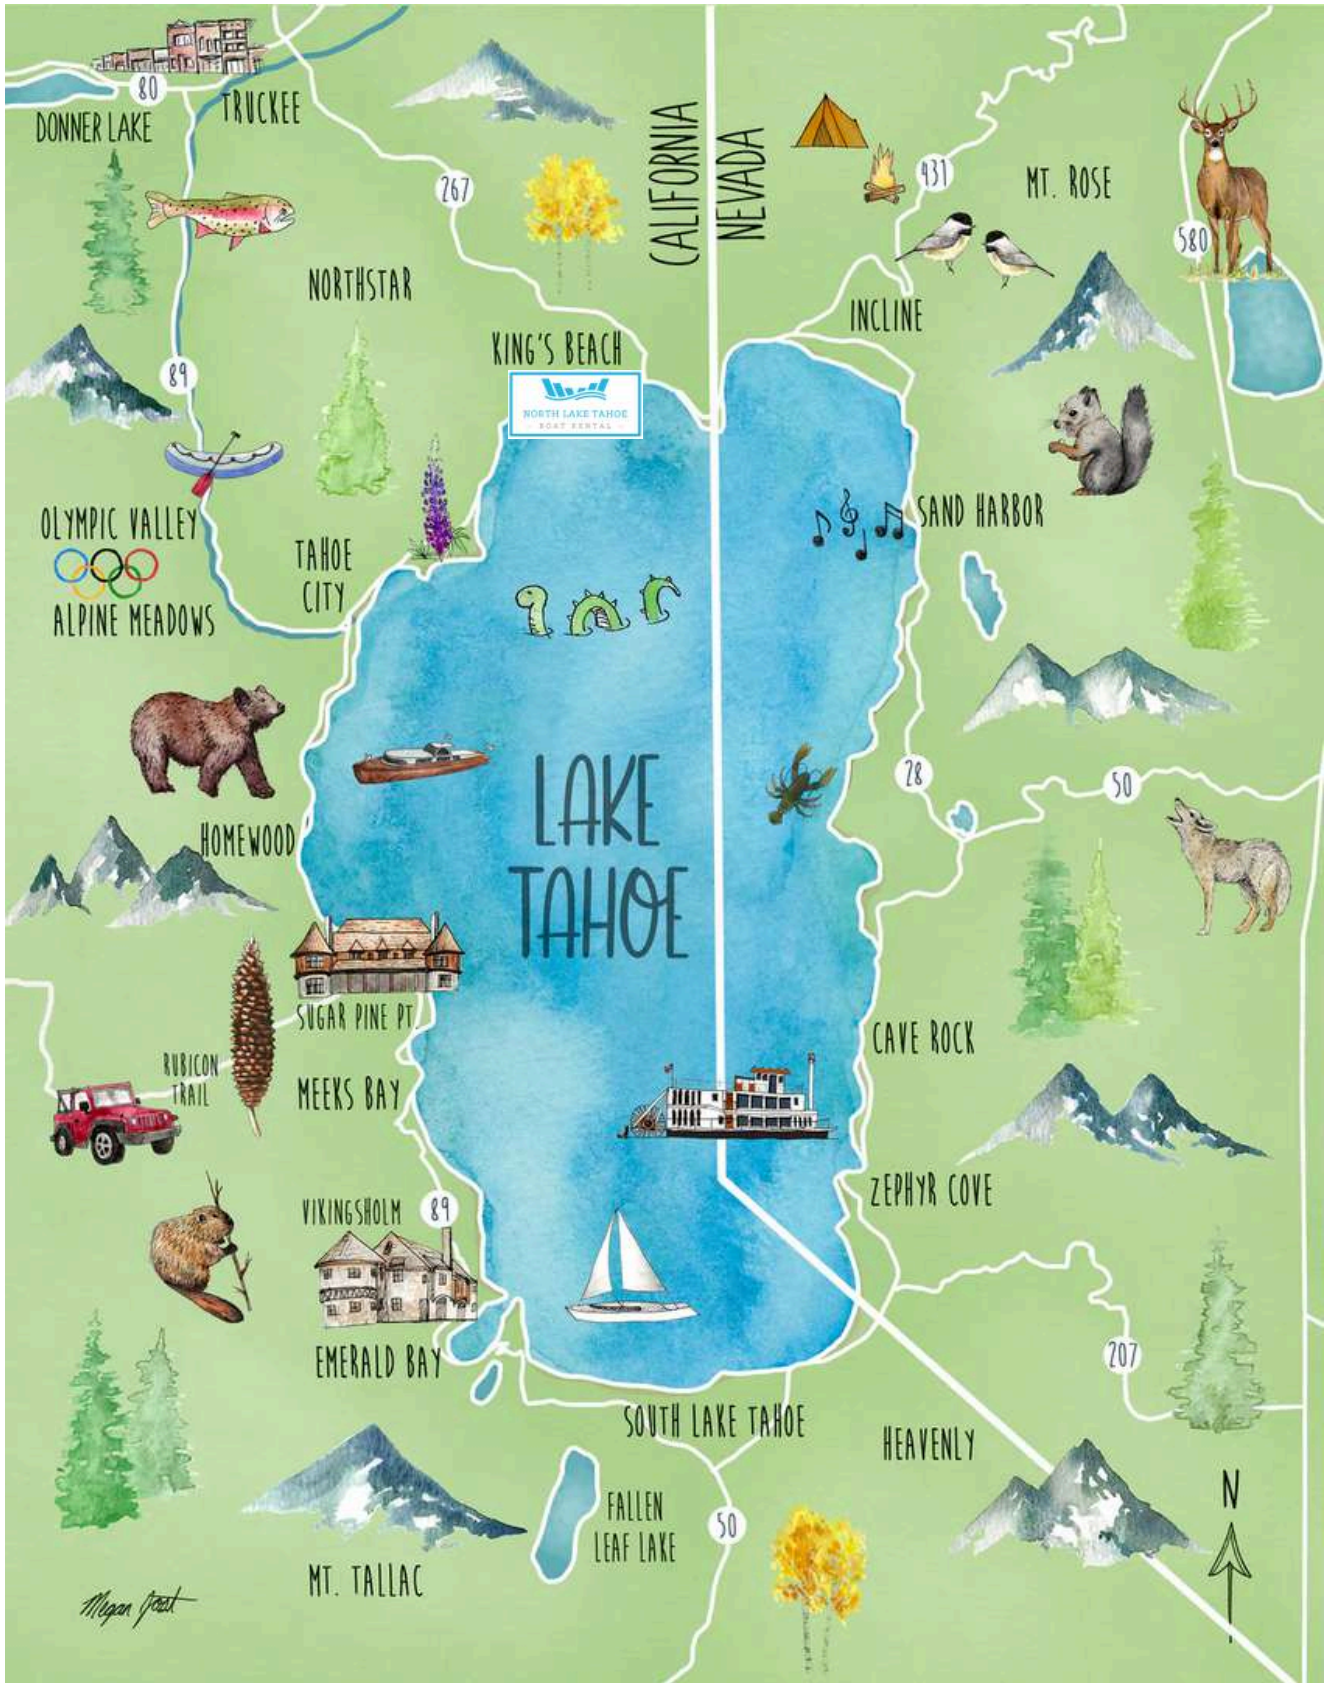 80
TRUCKEE
DONNER LAKE
267
CALIFORNIA
NEVADA
431
MT. ROSE
580
NORTHSTAR
INCLINE
KING'S BEACH
NORTH LAKE TAHOE
BOAT RENTAL
89
OLYMPIC VALLEY
ALPINE MEADOWS
TAHOE
CITY
SAND HARBOR
LAKE
TAHOE
28
50
HOMEWOOD
SUGAR PINE PT.
RUBICON
TRAIL
MEEKS BAY
CAVE ROCK
ZEPHYR COVE
VIKINGSHOLM
89
EMERALD BAY
207
SOUTH LAKE TAHOE
HEAVENLY
FALLEN
LEAF LAKE
50
MT. TALLAC
N
Megan Jost